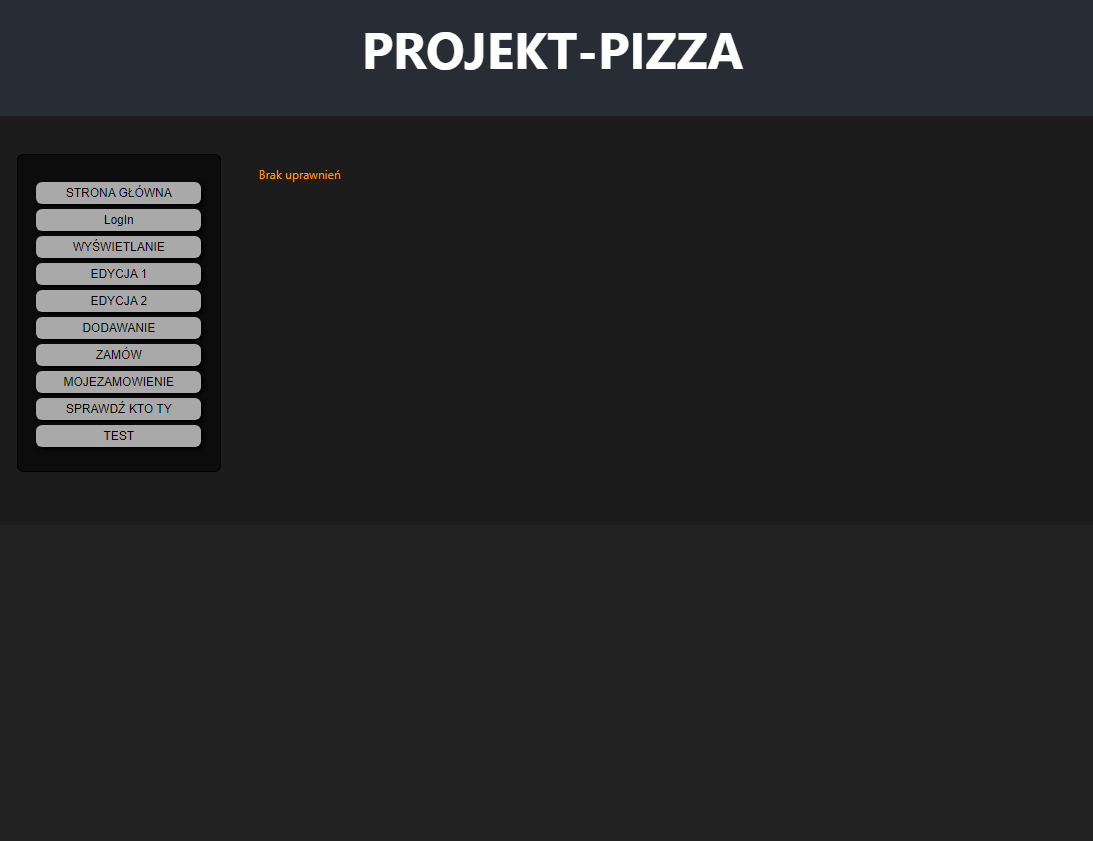 PROJEKT-PIZZA
STRONA GŁÓWNA
LogIn
WYŚWIETLANIE
EDYCJA 1
EDYCJA 2
DODAWANIE
ZAMÓW
MOJEZAMOWIENIE
SPRAWDŹ KTO TY
TEST
Brak uprawnień